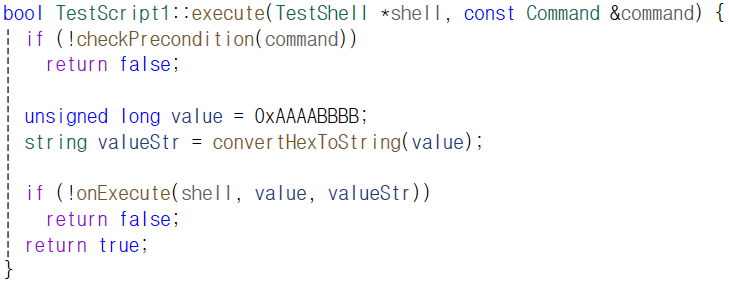 bool TestScript1::execute(TestShell *shell, const Command &command) {
if (!checkPrecondition(command))
return false;
unsigned long value = 0xAAAABBBB;
string valueStr = convertHexToString(value);
if (!onExecute(shell, value, valueStr))
return false;
return true;
}